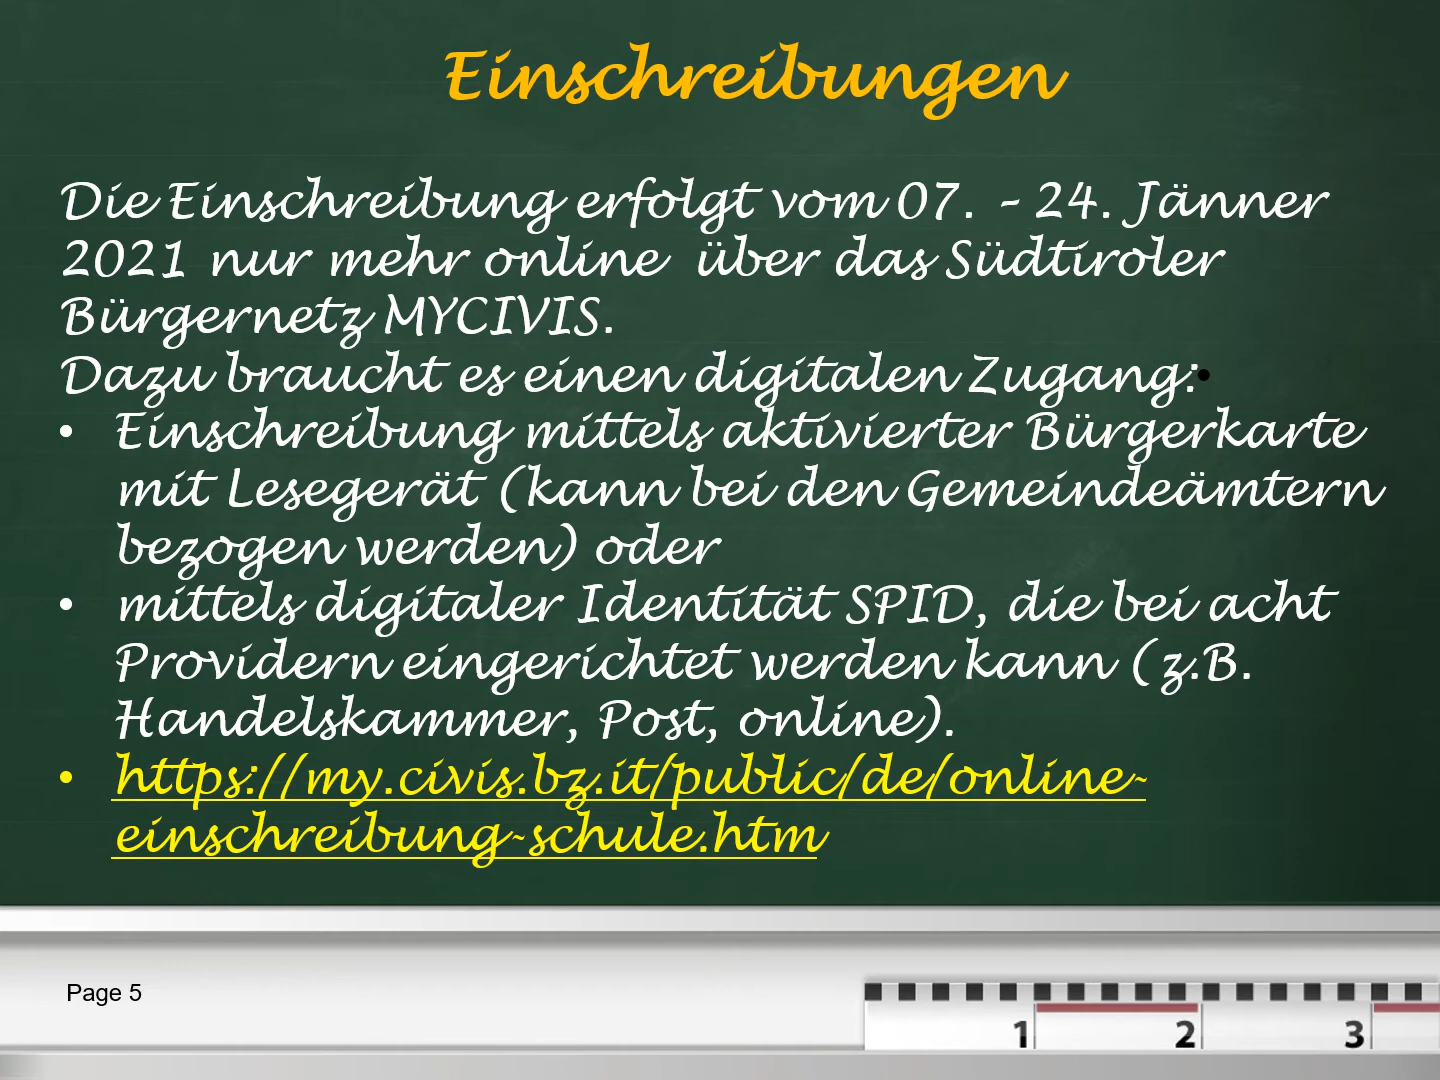 Einschreibungen
Die Einschreibung erfolgt vom 07. – 24. Jänner
2021 nur mehr online über das Südtiroler
Bürgernetz MYCIVIS.
Dazu braucht es einen digitalen Zugang:•
• Einschreibung mittels aktivierter Bürgerkarte
mit Lesegerät (kann bei den Gemeindeämtern
bezogen werden) oder
• mittels digitaler Identität SPID, die bei acht
Providern eingerichtet werden kann ( z.B.
Handelskammer, Post, online).
• https://my.civis.bz.it/public/de/online-
einschreibung-schule.htm
Page 5
1 2 3